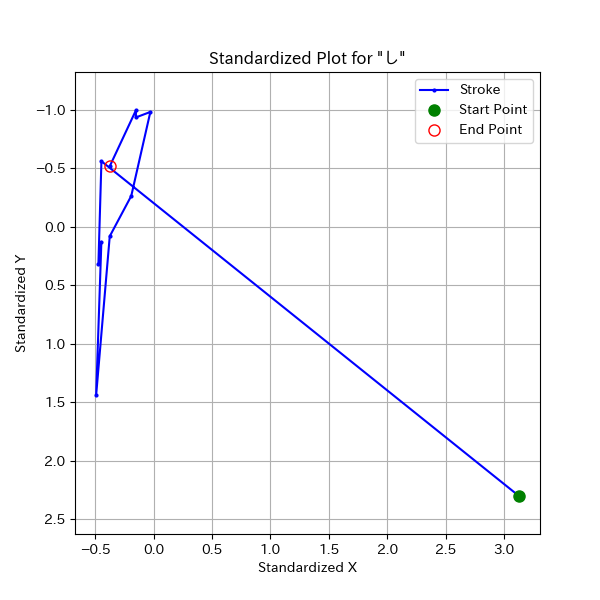 Standardized Plot for "し"
Stroke
Start Point
End Point
−1.0
−0.5
0.0
0.5
1.0
1.5
2.0
2.5
Standardized Y
−0.5 0.0 0.5 1.0 1.5 2.0 2.5 3.0
Standardized X